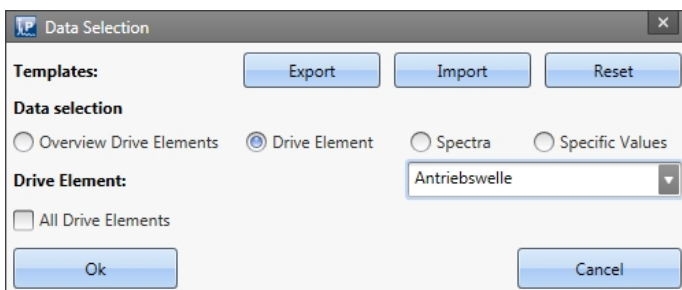 Data Selection
Templates: Export Import Reset
Data selection
Overview Drive Elements Drive Element Spectra Specific Values
Drive Element: Antriebswelle
All Drive Elements
Ok Cancel